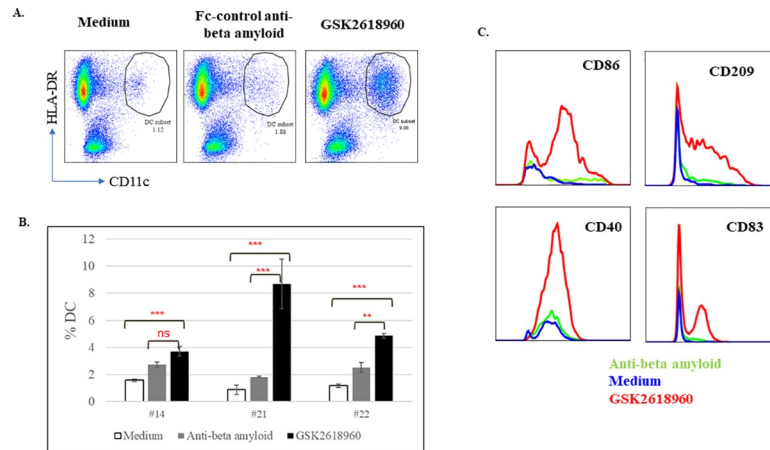 A.
Medium
Fc-control anti-
beta amyloid
GSK2618960
HLA-DR
DC subset
1.12
DC subset
1.86
DC subset
9.98
CD11c
B.
12
10
8
6
4
2
0
% DC
***
ns
***
***
***
**
#14
#21
#22
Medium
Anti-beta amyloid
GSK2618960
C.
CD86
CD209
CD40
CD83
Anti-beta amyloid
Medium
GSK2618960